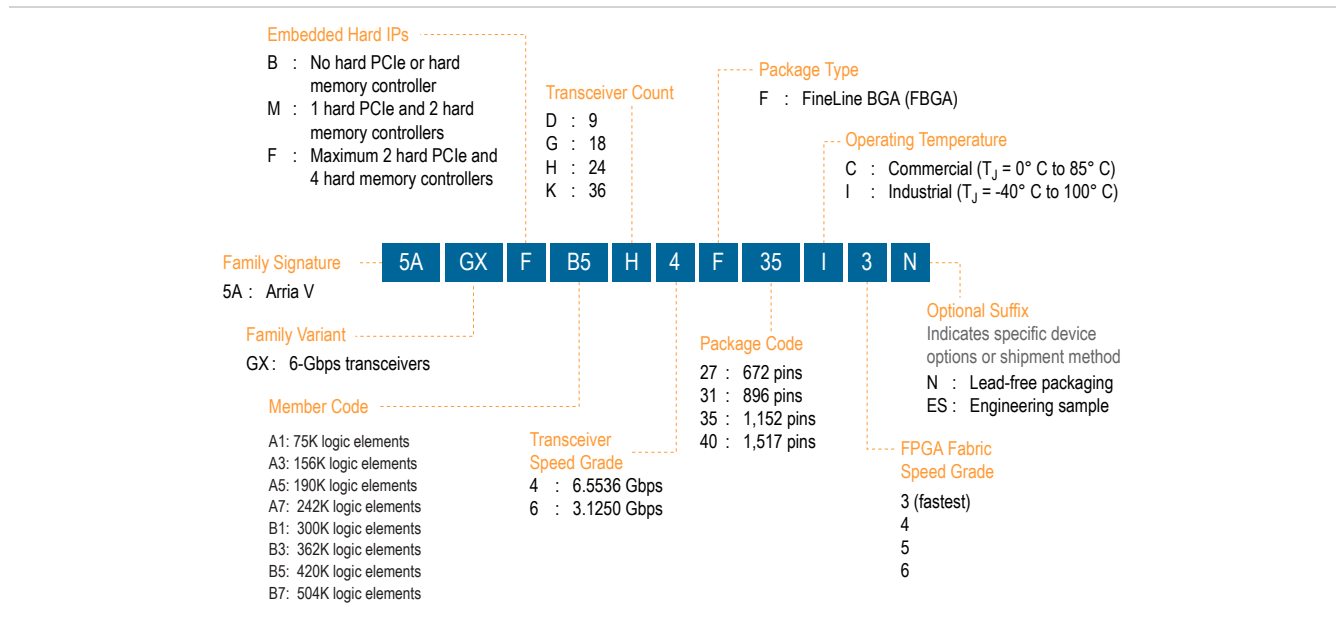 Embedded Hard IPs
B : No hard PCIe or hard
memory controller
M : 1 hard PCIe and 2 hard
memory controllers
F : Maximum 2 hard PCIe and
4 hard memory controllers
Transceiver Count
D : 9
G : 18
H : 24
K : 36
Package Type
F : FineLine BGA (FBGA)
Operating Temperature
C : Commercial (TJ = 0° C to 85° C)
I : Industrial (TJ = -40° C to 100° C)
5A GX F B5 H 4 F 35 I 3 N
Family Signature
5A : Arria V
Family Variant
GX : 6-Gbps transceivers
Member Code
A1: 75K logic elements
A3: 156K logic elements
A5: 190K logic elements
A7: 242K logic elements
B1: 300K logic elements
B3: 362K logic elements
B5: 420K logic elements
B7: 504K logic elements
Transceiver
Speed Grade
4 : 6.5536 Gbps
6 : 3.1250 Gbps
Package Code
27 : 672 pins
31 : 896 pins
35 : 1,152 pins
40 : 1,517 pins
FPGA Fabric
Speed Grade
3 (fastest)
4
5
6
Optional Suffix
Indicates specific device
options or shipment method
N : Lead-free packaging
ES : Engineering sample